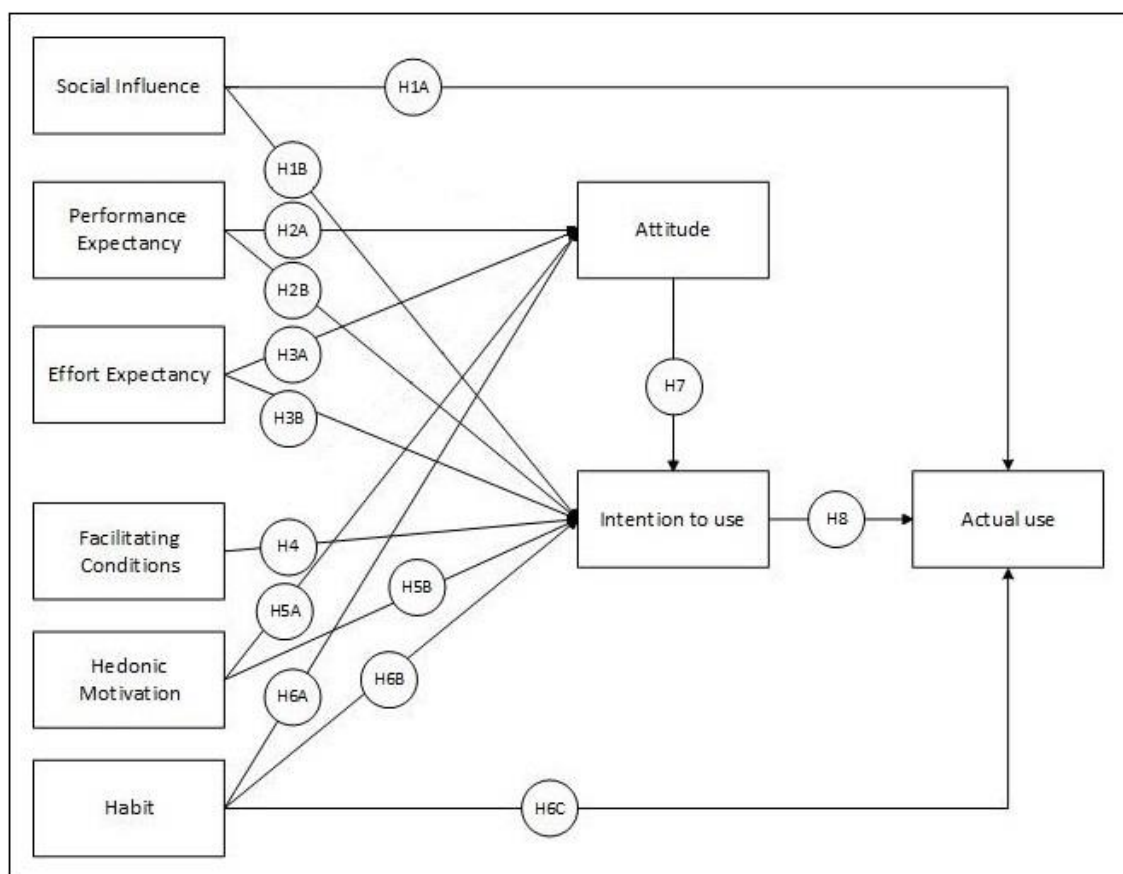 Social Influence
H1A
H1B
Performance
Expectancy
H2A
Attitude
H2B
Effort Expectancy
H3A
H3B
H7
Facilitating
Conditions
H4
Intention to use
H8
Actual use
H5A
H5B
Hedonic
Motivation
H6A
H6B
Habit
H6C